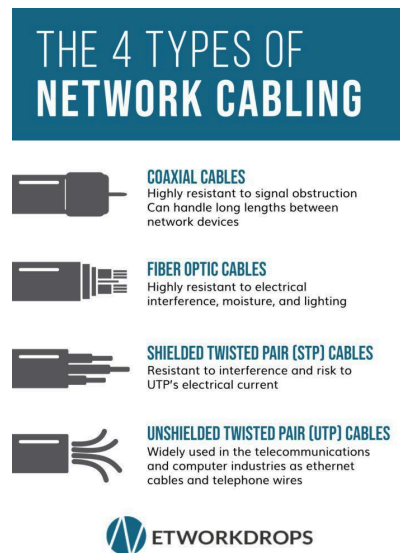 THE 4 TYPES OF
NETWORK CABLING
COAXIAL CABLES
Highly resistant to signal obstruction
Can handle long lengths between
network devices
FIBER OPTIC CABLES
Highly resistant to electrical
interference, moisture, and lighting
SHIELDED TWISTED PAIR (STP) CABLES
Resistant to interference and risk to
UTP's electrical current
UNSHIELDED TWISTED PAIR (UTP) CABLES
Widely used in the telecommunications
and computer industries as ethernet
cables and telephone wires
NETWORKDROPS